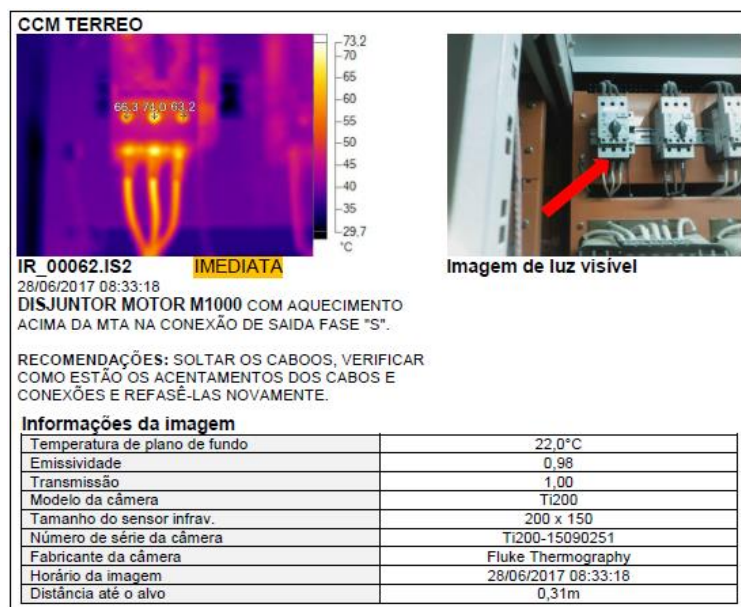 CCM TERREO
73.2
70
65
60
50
45
40
35
29.7
°C
66,3 74,0 63,2
IR_00062.IS2 IMEDIATA
Imagem de luz visível
28/06/2017 08:33:18
DISJUNTOR MOTOR M1000 COM AQUECIMENTO
ACIMA DA MTA NA CONEXÃO DE SAIDA FASE "S".
RECOMENDAÇÕES: SOLTAR OS CABOOS, VERIFICAR
COMO ESTÃO OS ACENTAMENTOS DOS CABOS E
CONEXÕES E REFASÊ-LAS NOVAMENTE.
Informações da imagem
Temperatura de plano de fundo 22,0°C
Emissividade 0,98
Transmissão 1,00
Modelo da câmera Ti200
Tamanho do sensor infrav. 200 x 150
Número de série da câmera Ti200-15090251
Fabricante da câmera Fluke Thermography
Horário da imagem 28/06/2017 08:33:18
Distância até o alvo 0,31m